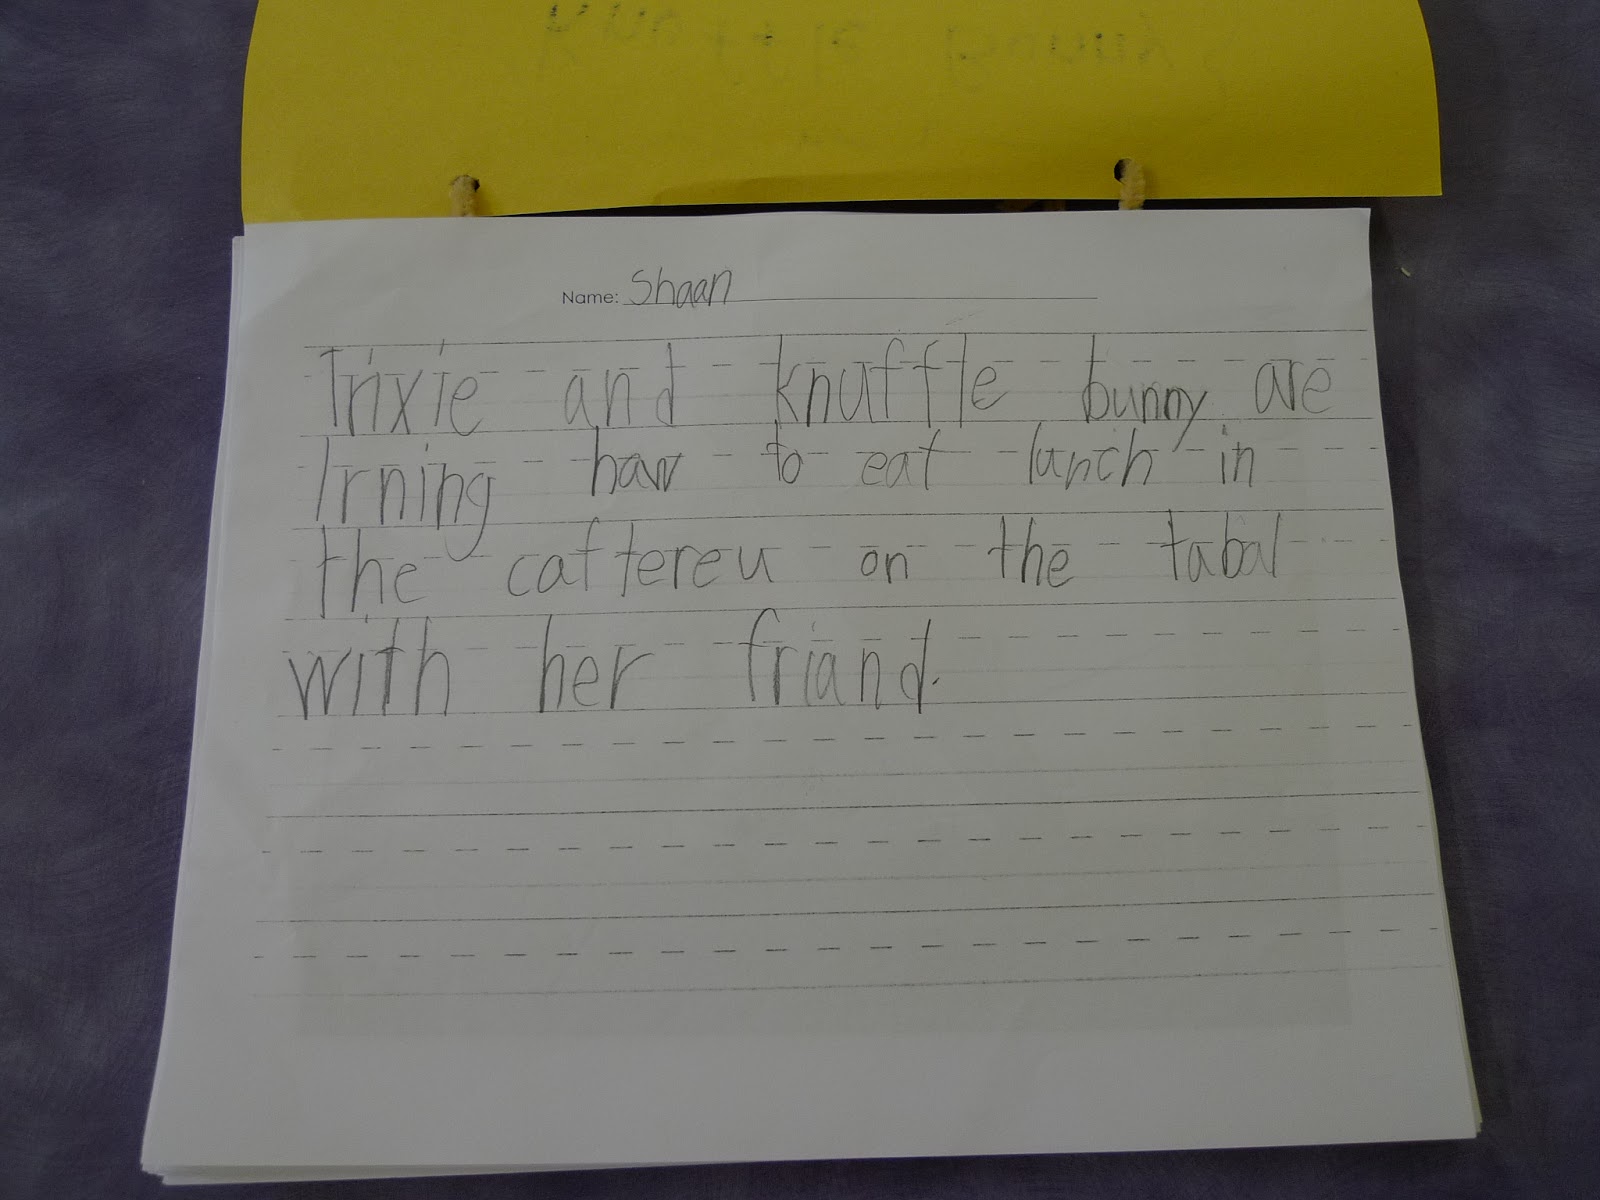 Name: Shaan
Trixie and knuffle bunny are
lrning haw to eat lunch in
the caftereu on the tabal
with her friand.